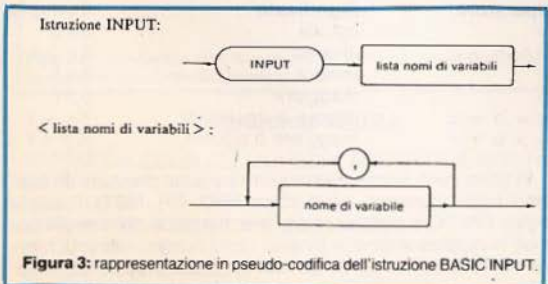 Istruzione INPUT:
INPUT
lista nomi di variabili
< lista nomi di variabili > :
,
nome di variabile
Figura 3: rappresentazione in pseudo-codifica dell'istruzione BASIC INPUT.